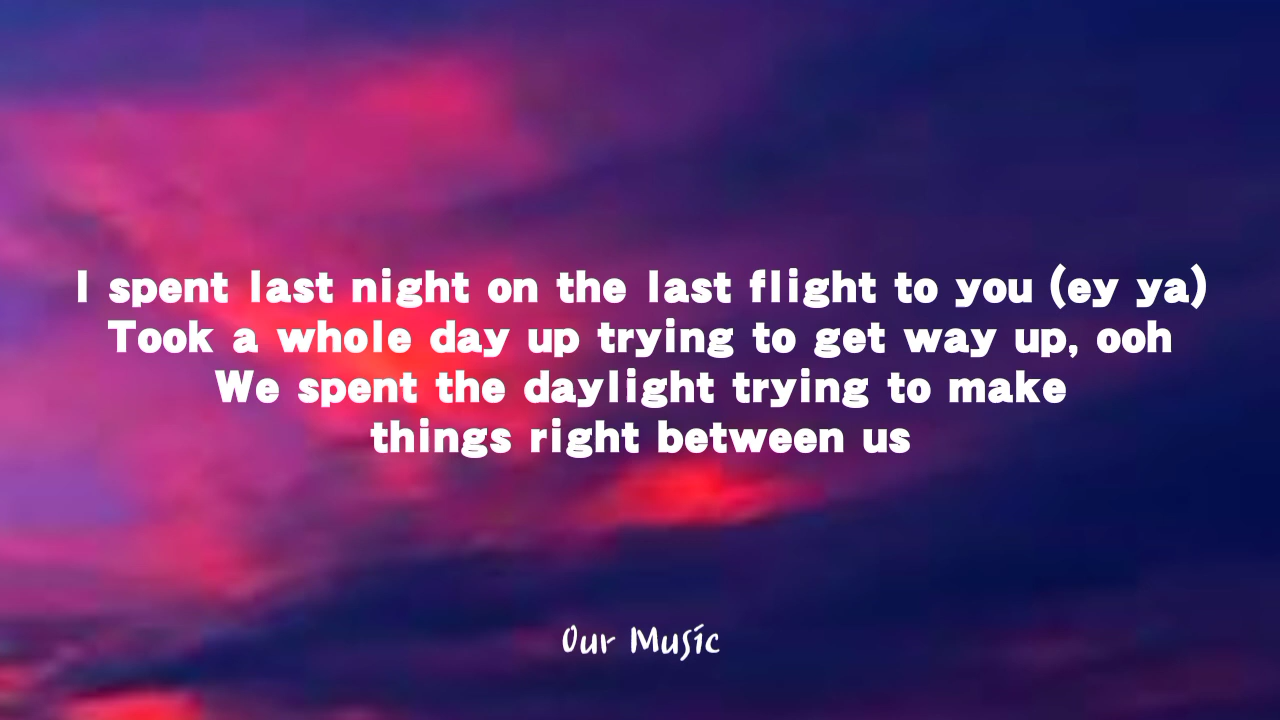 I spent last night on the last flight to you (ey ya)
Took a whole day up trying to get way up, ooh
We spent the daylight trying to make
things right between us
Our Music